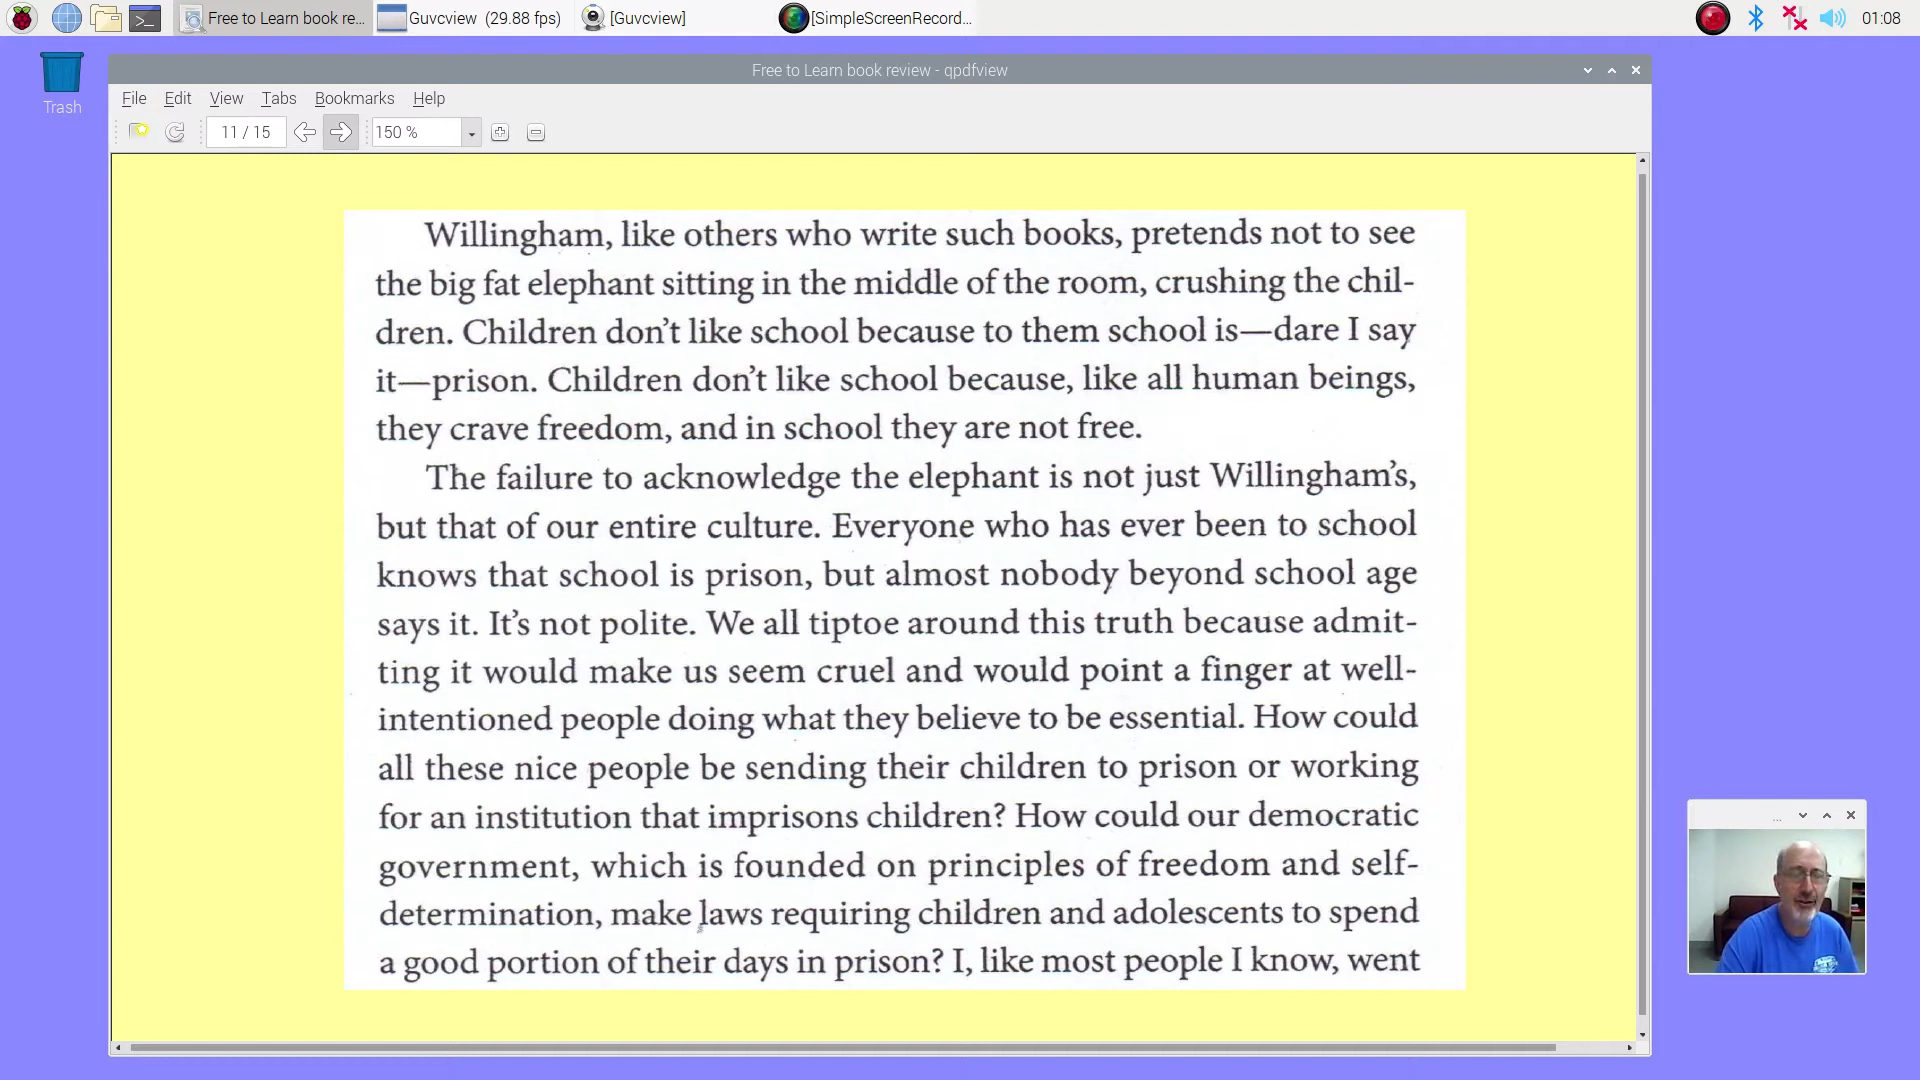 Free to Learn book re...
Guvcview (29.88 fps)
[Guvcview]
[SimpleScreenRecord...
01:08
Trash
Free to Learn book review - qpdfview
File Edit View Tabs Bookmarks Help
11 / 15
150 %
Willingham, like others who write such books, pretends not to see
the big fat elephant sitting in the middle of the room, crushing the chil-
dren. Children don’t like school because to them school is—dare I say
it—prison. Children don’t like school because, like all human beings,
they crave freedom, and in school they are not free.
The failure to acknowledge the elephant is not just Willingham’s,
but that of our entire culture. Everyone who has ever been to school
knows that school is prison, but almost nobody beyond school age
says it. It’s not polite. We all tiptoe around this truth because admit-
ting it would make us seem cruel and would point a finger at well-
intentioned people doing what they believe to be essential. How could
all these nice people be sending their children to prison or working
for an institution that imprisons children? How could our democratic
government, which is founded on principles of freedom and self-
determination, make laws requiring children and adolescents to spend
a good portion of their days in prison? I, like most people I know, went
...